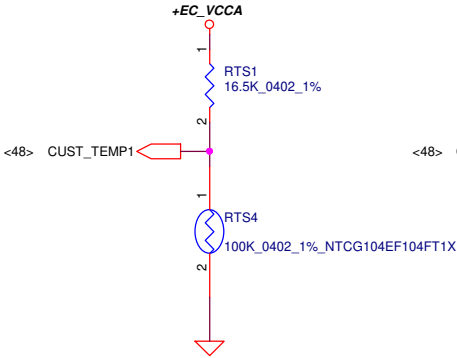 +EC_VCCA
1
RTS1
16.5K_0402_1%
2
<48> CUST_TEMP1
<48>
1
RTS4
100K_0402_1%_NTCG104EF104FT1X
2